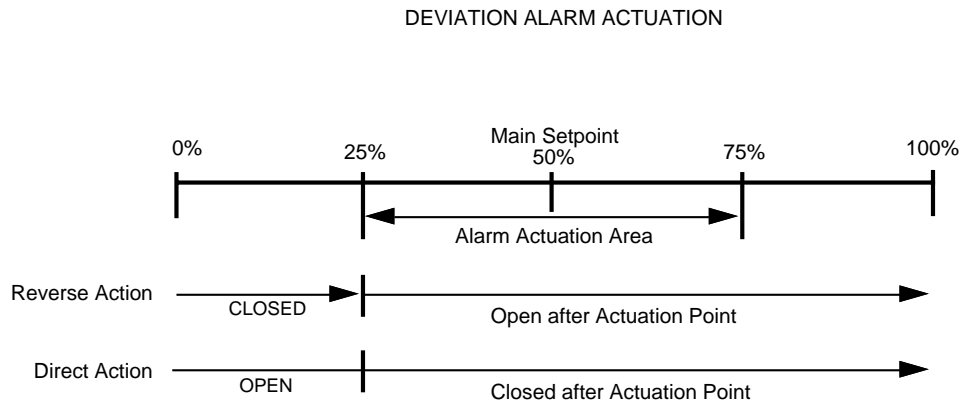 DEVIATION ALARM ACTUATION
Main Setpoint
0% 25% 50% 75% 100%
Alarm Actuation Area
Reverse Action CLOSED Open after Actuation Point
Direct Action OPEN Closed after Actuation Point